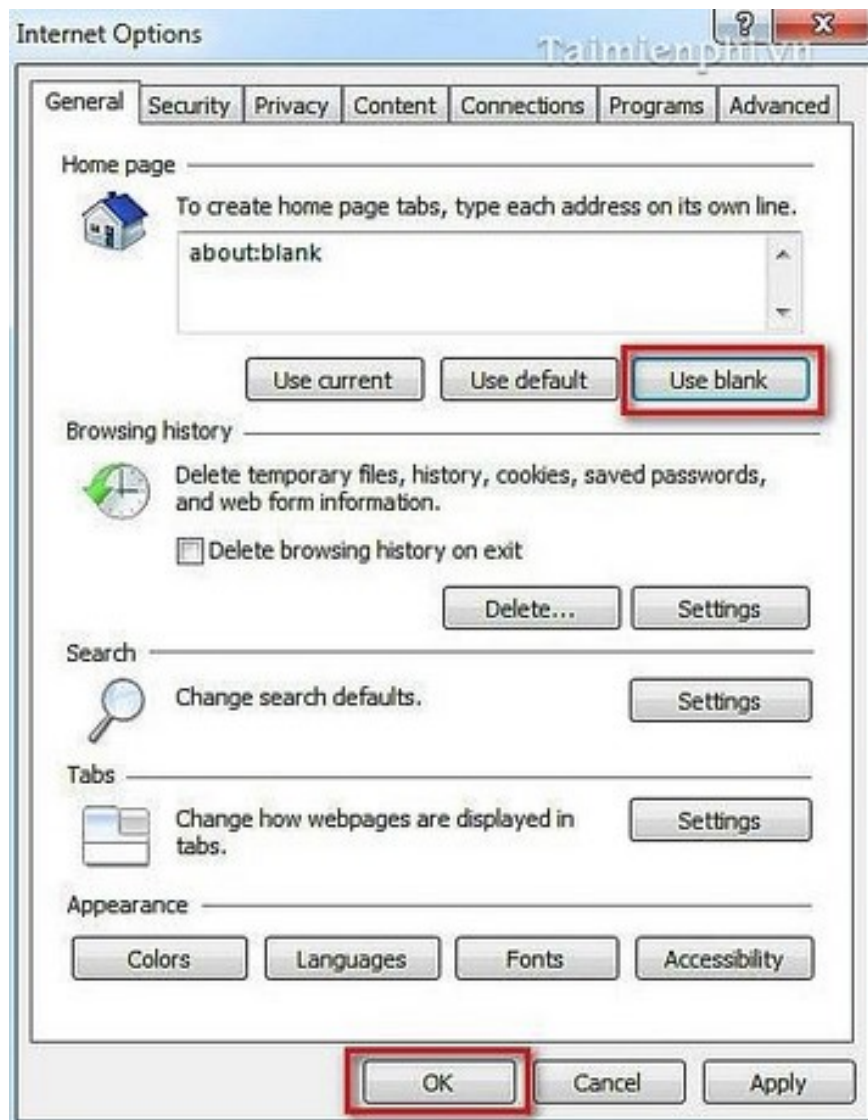 Internet Options
?
Taimienphi.vn
General Security Privacy Content Connections Programs Advanced
Home page
To create home page tabs, type each address on its own line.
about:blank
Use current Use default Use blank
Browsing history
Delete temporary files, history, cookies, saved passwords,
and web form information.
Delete browsing history on exit
Delete... Settings
Search
Change search defaults.
Settings
Tabs
Change how webpages are displayed in
tabs.
Settings
Appearance
Colors Languages Fonts Accessibility
OK Cancel Apply